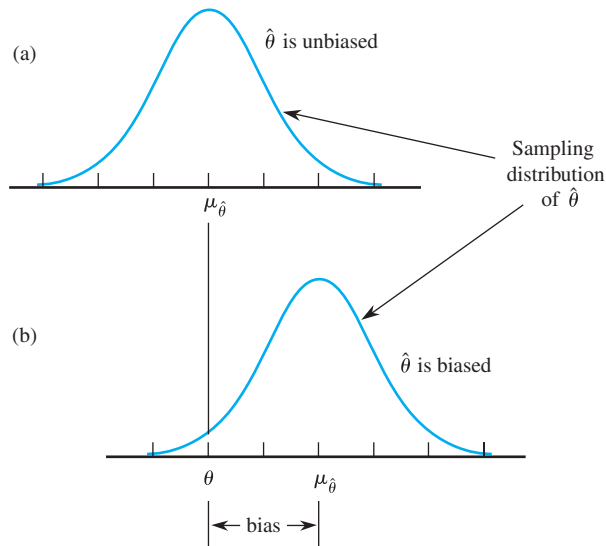 (a)
θ̂ is unbiased
Sampling
distribution
of θ̂
μ_θ̂
(b)
θ̂ is biased
θ
μ_θ̂
bias